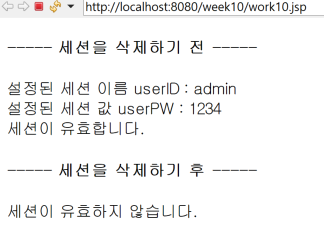 http://localhost:8080/week10/work10.jsp
----- 세션을 삭제하기 전 -----
설정된 세션 이름 userID : admin
설정된 세션 값 userPW : 1234
세션이 유효합니다.
----- 세션을 삭제하기 후 -----
세션이 유효하지 않습니다.